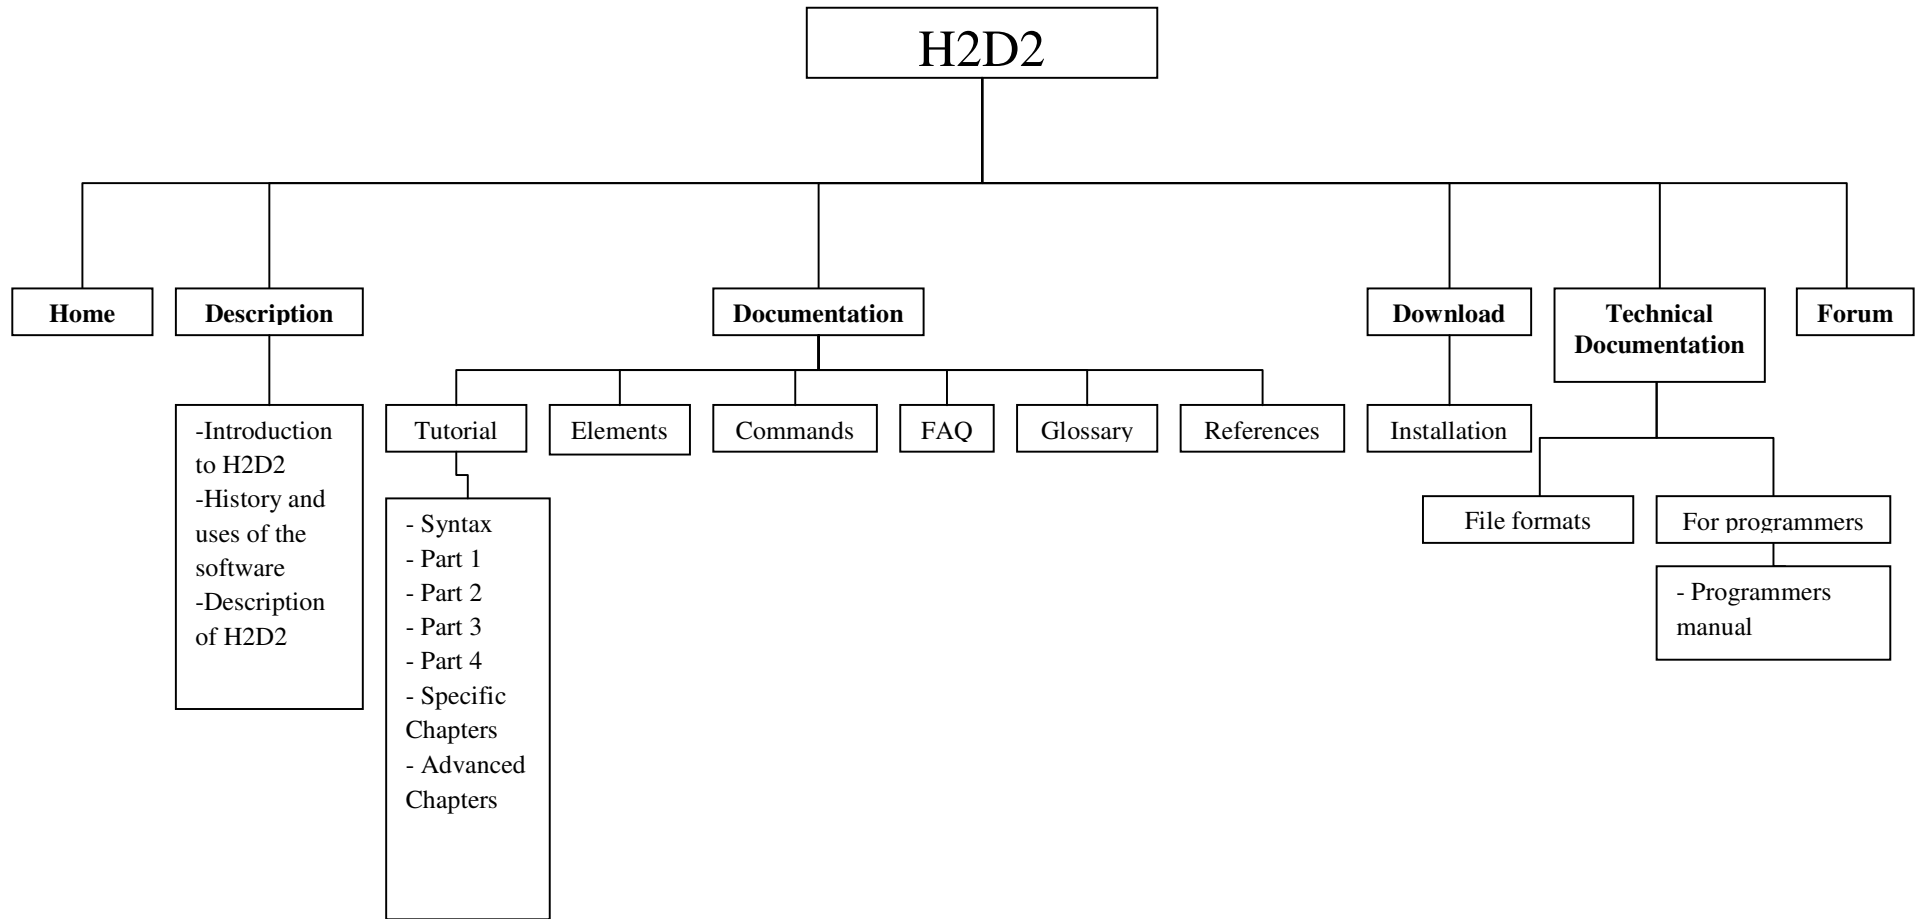 H2D2
Home
Description
Documentation
Download
Technical
Documentation
Forum
-Introduction
to H2D2
-History and
uses of the
software
-Description
of H2D2
Tutorial
Elements
Commands
FAQ
Glossary
References
Installation
- Syntax
- Part 1
- Part 2
- Part 3
- Part 4
- Specific
Chapters
- Advanced
Chapters
File formats
For programmers
- Programmers
manual